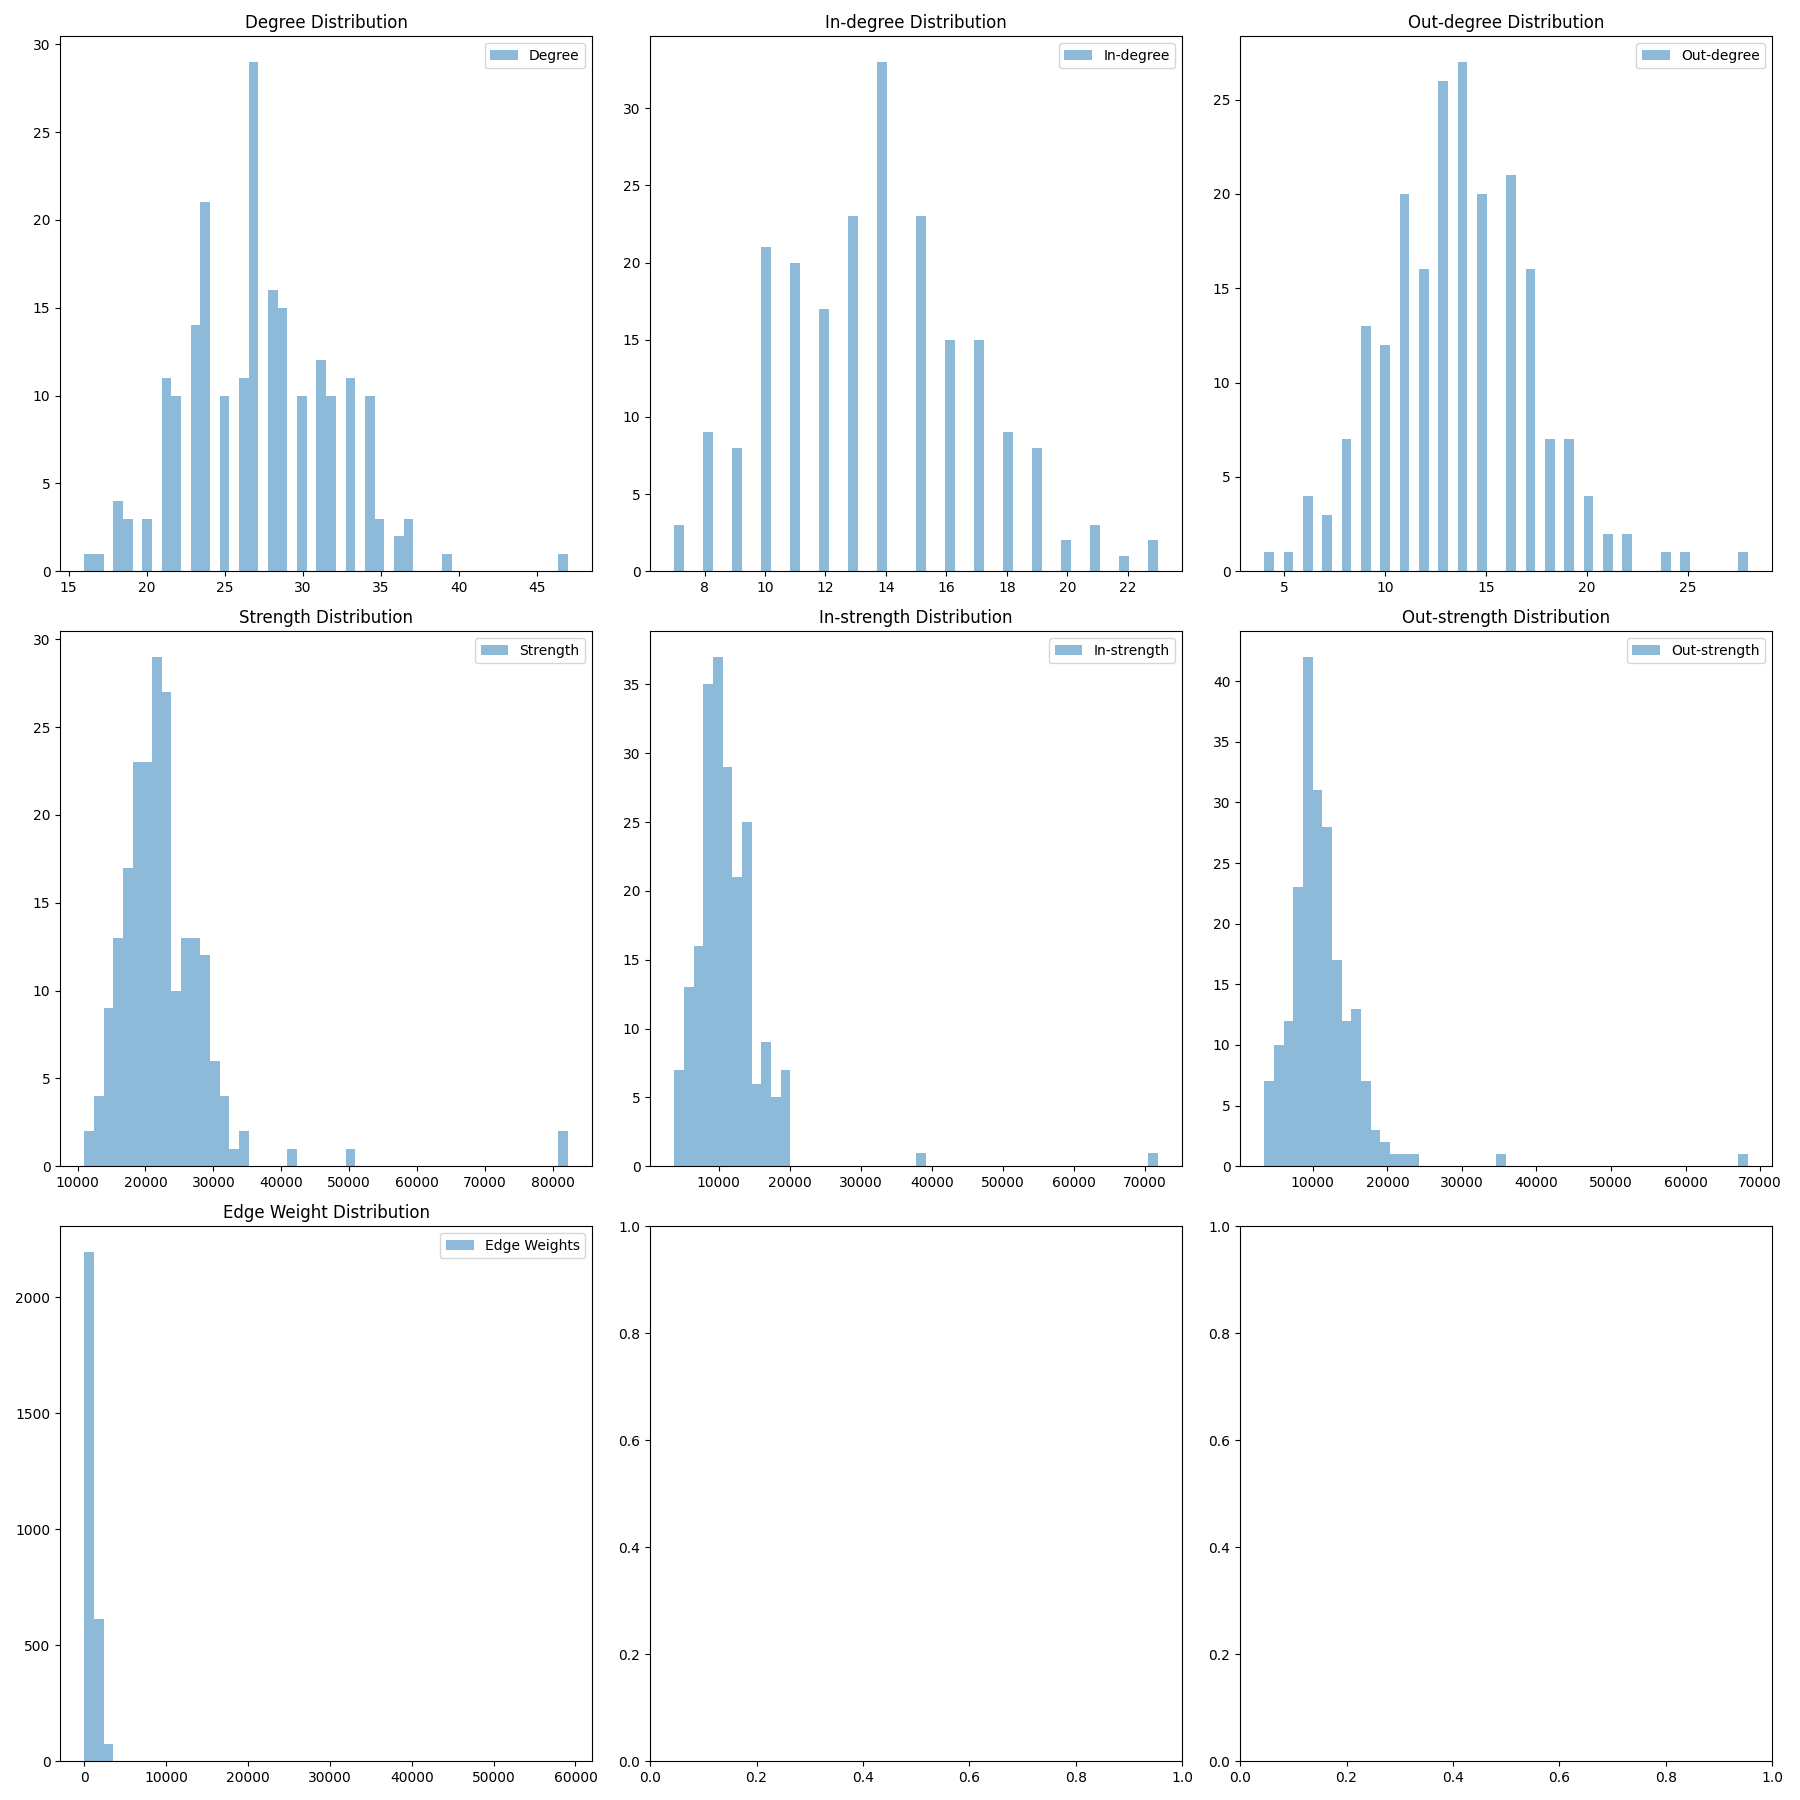 Degree Distribution
Degree
30
25
20
15
10
5
0
15 20 25 30 35 40 45
In-degree Distribution
In-degree
30
25
20
15
10
5
0
8 10 12 14 16 18 20 22
Out-degree Distribution
Out-degree
25
20
15
10
5
0
5 10 15 20 25
Strength Distribution
Strength
30
25
20
15
10
5
0
10000 20000 30000 40000 50000 60000 70000 80000
In-strength Distribution
In-strength
35
30
25
20
15
10
5
0
10000 20000 30000 40000 50000 60000 70000
Out-strength Distribution
Out-strength
40
35
30
25
20
15
10
5
0
10000 20000 30000 40000 50000 60000 70000
Edge Weight Distribution
Edge Weights
2000
1500
1000
500
0
0 10000 20000 30000 40000 50000 60000
1.0
0.8
0.6
0.4
0.2
0.0
0.0 0.2 0.4 0.6 0.8 1.0
1.0
0.8
0.6
0.4
0.2
0.0
0.0 0.2 0.4 0.6 0.8 1.0